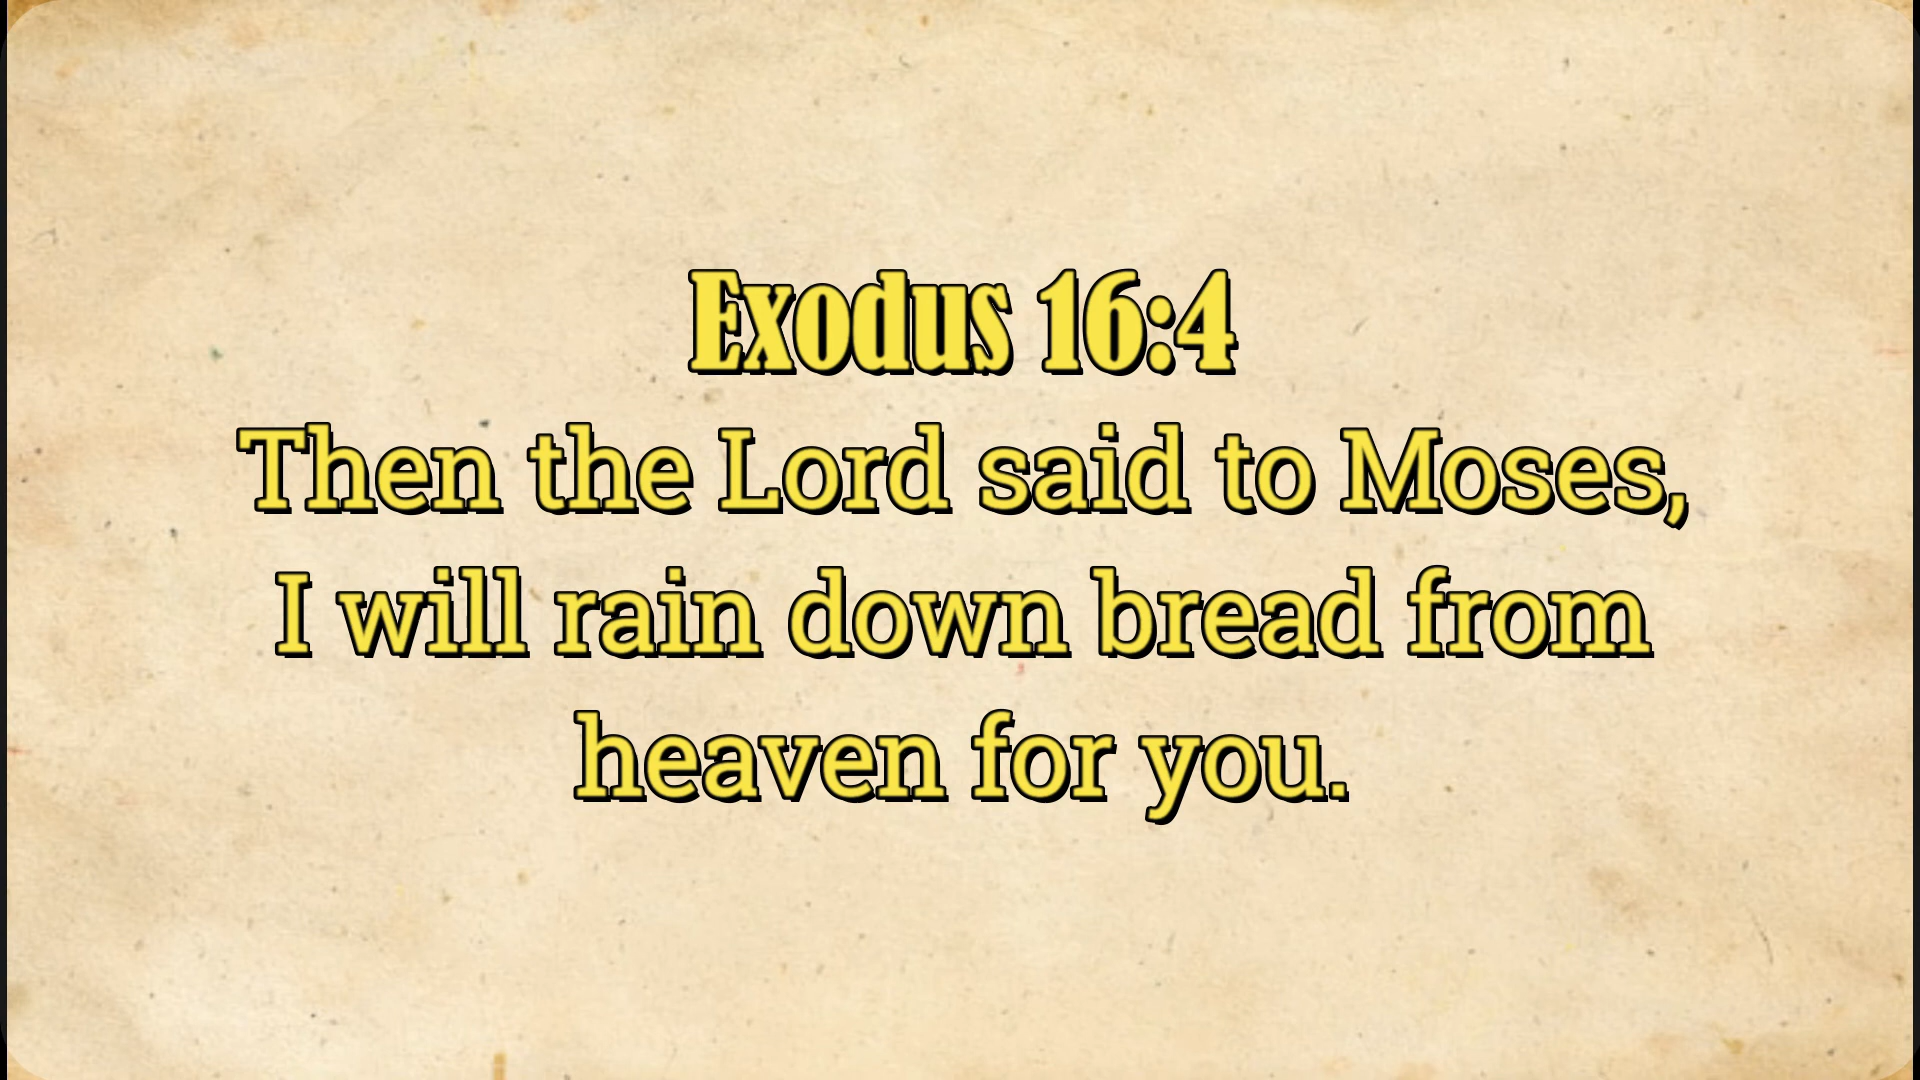 Exodus 16:4
Then the Lord said to Moses,
I will rain down bread from
heaven for you.